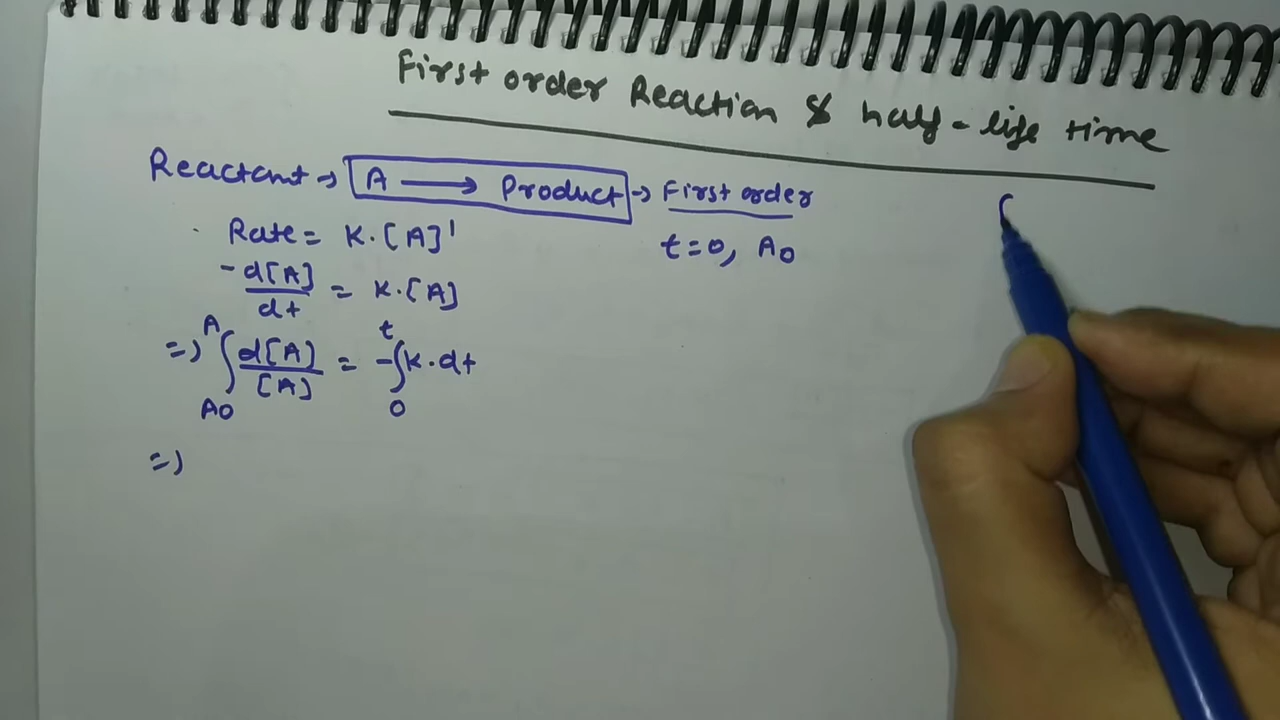 First order Reaction & half-life time
Reactant → A → Product → First order
Rate = K.[A]¹
t=0, A₀
-d[A]/dt = K.[A]
=> ∫_{A₀}^{A} d[A]/[A] = -∫_{0}^{t} K.dt
=>